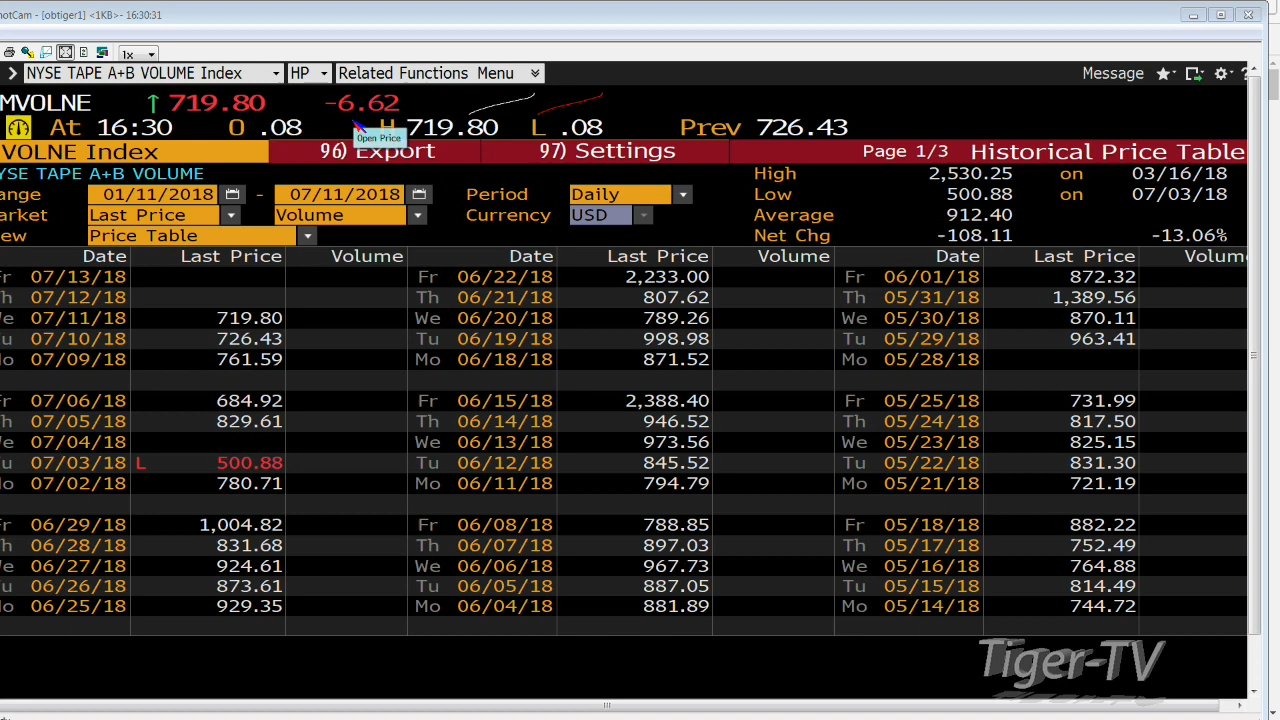 notCam - [obtiger1] <1KB>- 16:30:31
1x
NYSE TAPE A+B VOLUME Index HP Related Functions Menu Message
MVOLNE ↑ 719.80 -6.62
At 16:30 O .08 H 719.80 L .08 Prev 726.43
Open Price
VOLNE Index 96) Export 97) Settings Page 1/3 Historical Price Table
YSE TAPE A+B VOLUME High 2,530.25 on 03/16/18
ange 01/11/2018 - 07/11/2018 Period Daily Low 500.88 on 07/03/18
arket Last Price Volume Currency USD Average 912.40
ew Price Table Net Chg -108.11 -13.06%
Date Last Price Volume Date Last Price Volume Date Last Price Volume
Fr 07/13/18 Fr 06/22/18 2,233.00 Fr 06/01/18 872.32
Th 07/12/18 Th 06/21/18 807.62 Th 05/31/18 1,389.56
We 07/11/18 719.80 We 06/20/18 789.26 We 05/30/18 870.11
Tu 07/10/18 726.43 Tu 06/19/18 998.98 Tu 05/29/18 963.41
Mo 07/09/18 761.59 Mo 06/18/18 871.52 Mo 05/28/18
Fr 07/06/18 684.92 Fr 06/15/18 2,388.40 Fr 05/25/18 731.99
Th 07/05/18 829.61 Th 06/14/18 946.52 Th 05/24/18 817.50
We 07/04/18 We 06/13/18 973.56 We 05/23/18 825.15
Tu 07/03/18 L 500.88 Tu 06/12/18 845.52 Tu 05/22/18 831.30
Mo 07/02/18 780.71 Mo 06/11/18 794.79 Mo 05/21/18 721.19
Fr 06/29/18 1,004.82 Fr 06/08/18 788.85 Fr 05/18/18 882.22
Th 06/28/18 831.68 Th 06/07/18 897.03 Th 05/17/18 752.49
We 06/27/18 924.61 We 06/06/18 967.73 We 05/16/18 764.88
Tu 06/26/18 873.61 Tu 06/05/18 887.05 Tu 05/15/18 814.49
Mo 06/25/18 929.35 Mo 06/04/18 881.89 Mo 05/14/18 744.72
Tiger-TV